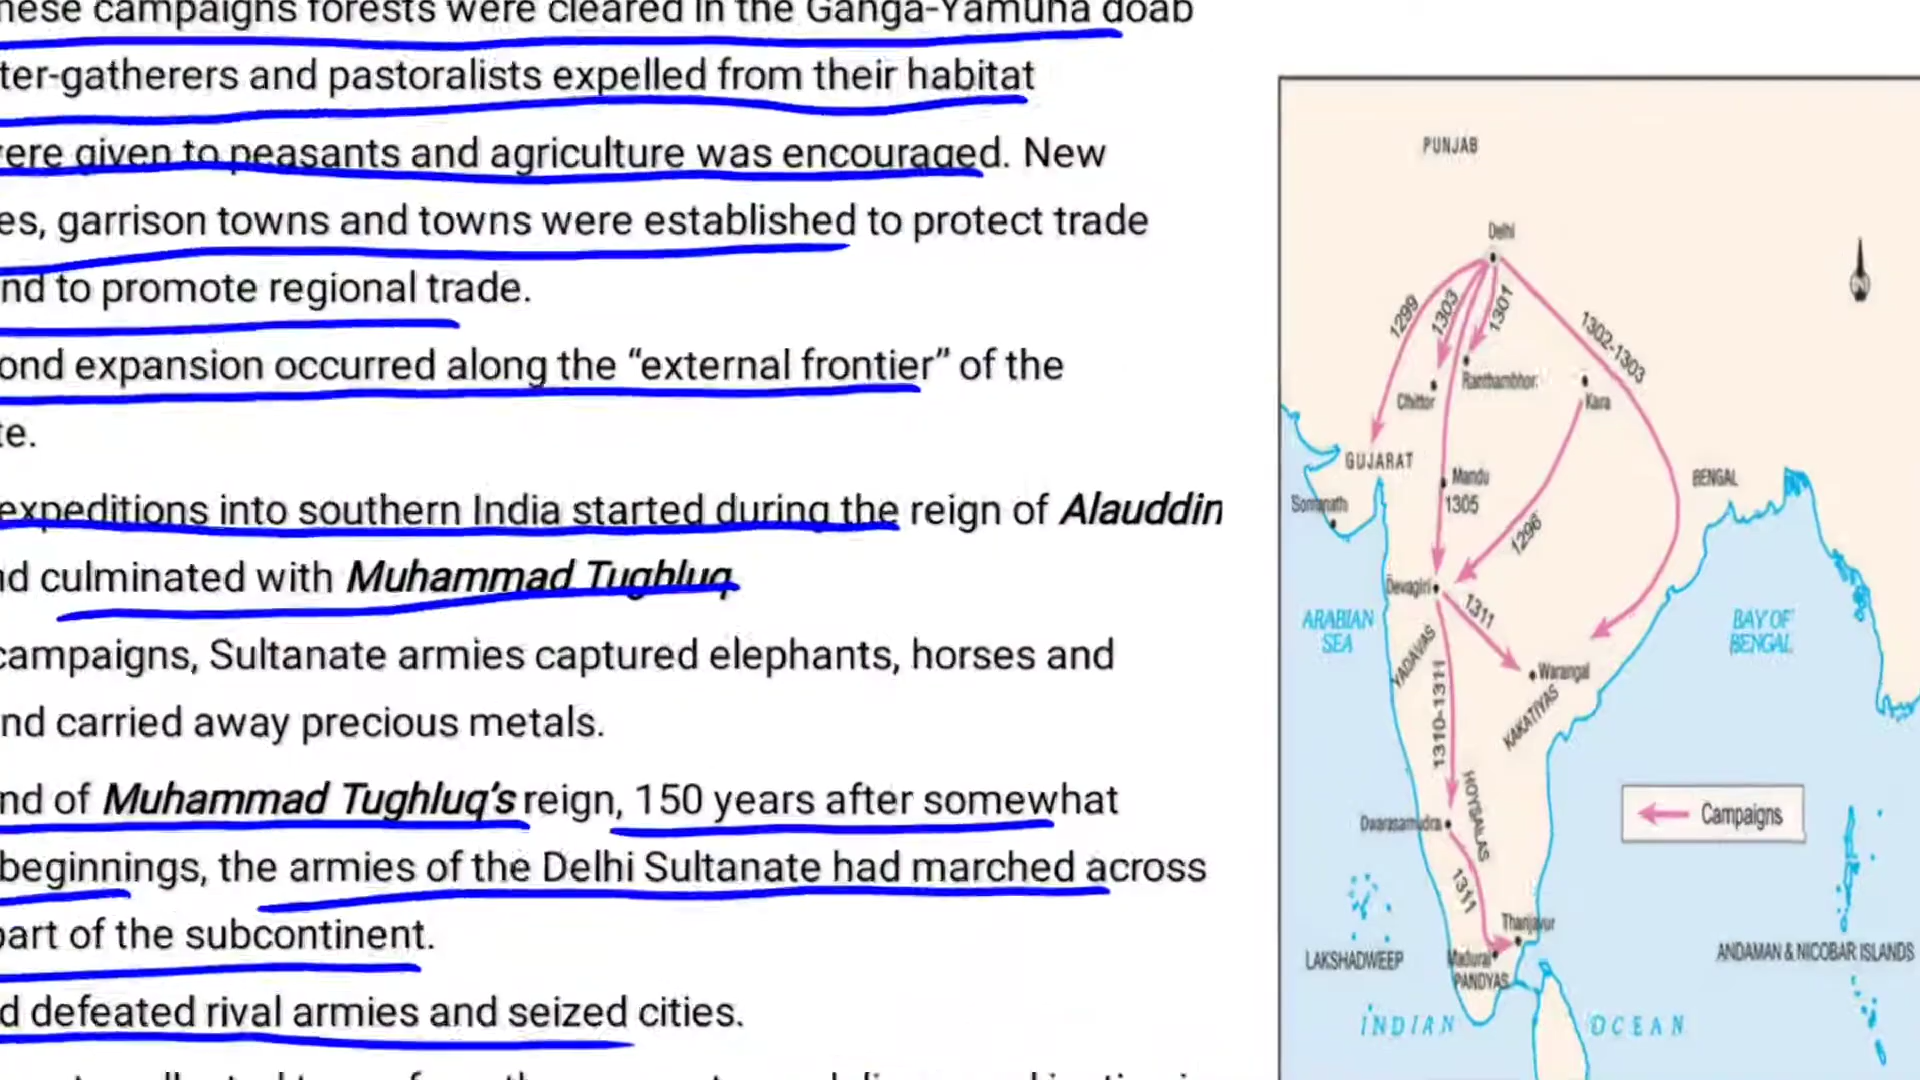 hese campaigns forests were cleared in the Ganga-Yamuna doab
ter-gatherers and pastoralists expelled from their habitat
ere given to peasants and agriculture was encouraged. New
es, garrison towns and towns were established to protect trade
nd to promote regional trade.
ond expansion occurred along the “external frontier” of the
te.
expeditions into southern India started during the reign of Alauddin
nd culminated with Muhammad Tughluq
campaigns, Sultanate armies captured elephants, horses and
nd carried away precious metals.
nd of Muhammad Tughluq’s reign, 150 years after somewhat
beginnings, the armies of the Delhi Sultanate had marched across
part of the subcontinent.
d defeated rival armies and seized cities.
PUNJAB
Delhi
1299
1303
1301
1302-1303
Ranthambhor
Chittor
Kara
GUJARAT
Mandu
1305
BENGAL
Somnath
1296
Devagiri
1311
ARABIAN
SEA
BAY OF
BENGAL
YADAVAS
Warangal
KAKATIYAS
1310-1311
HOYSALAS
Campaigns
Dwarasamudra
1311
Thanjavur
LAKSHADWEEP
Madurai
PANDYAS
ANDAMAN & NICOBAR ISLANDS
INDIAN OCEAN